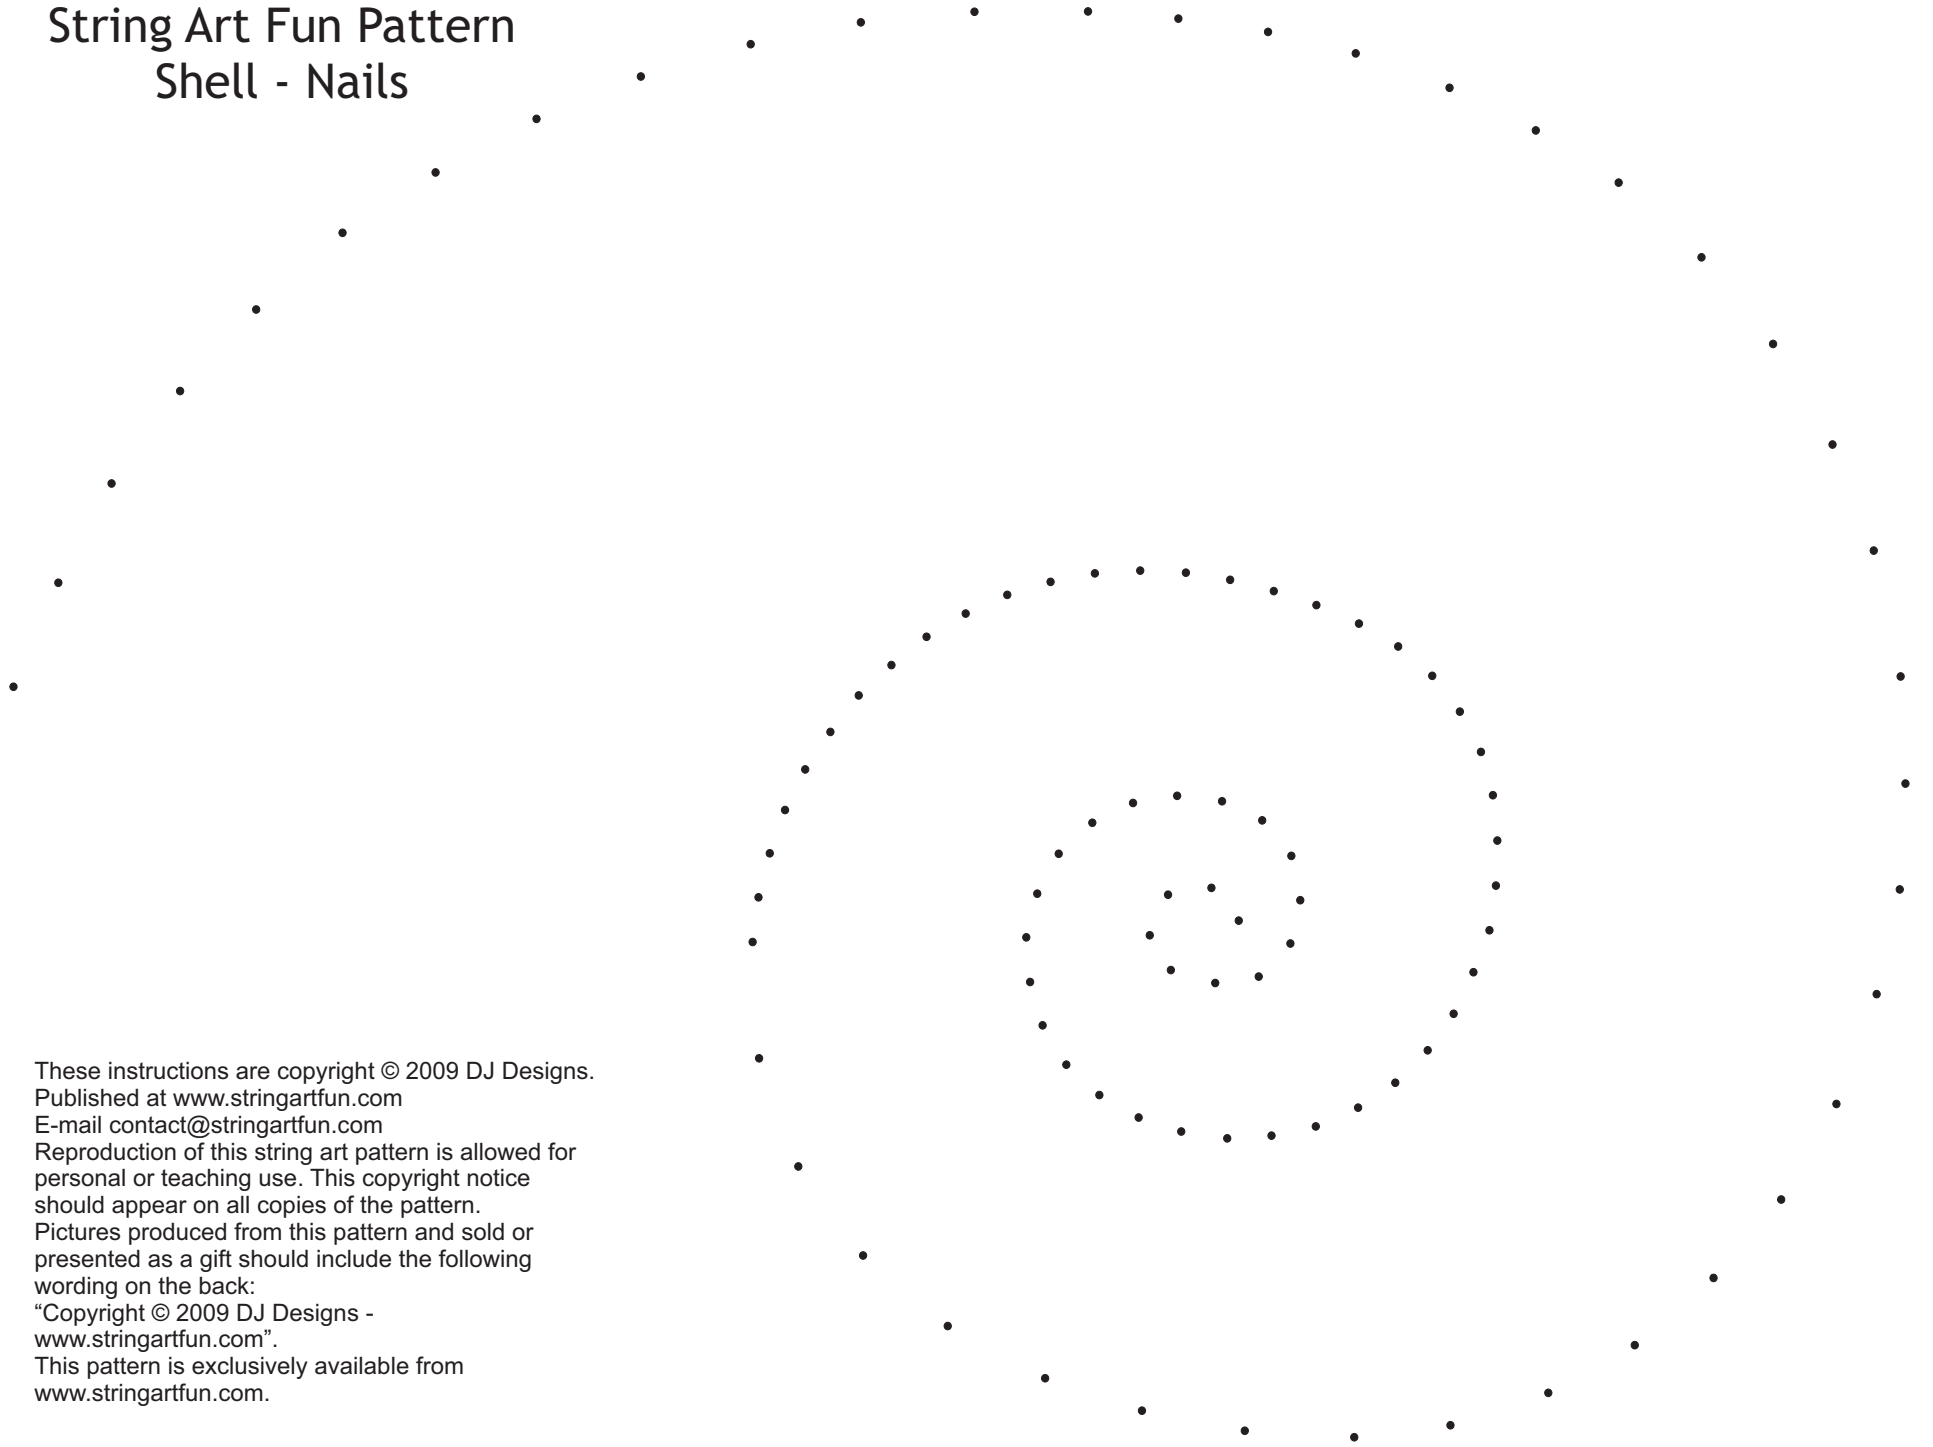 String Art Fun Pattern
Shell - Nails
These instructions are copyright © 2009 DJ Designs.
Published at www.stringartfun.com
E-mail contact@stringartfun.com
Reproduction of this string art pattern is allowed for
personal or teaching use. This copyright notice
should appear on all copies of the pattern.
Pictures produced from this pattern and sold or
presented as a gift should include the following
wording on the back:
“Copyright © 2009 DJ Designs -
www.stringartfun.com”.
This pattern is exclusively available from
www.stringartfun.com.